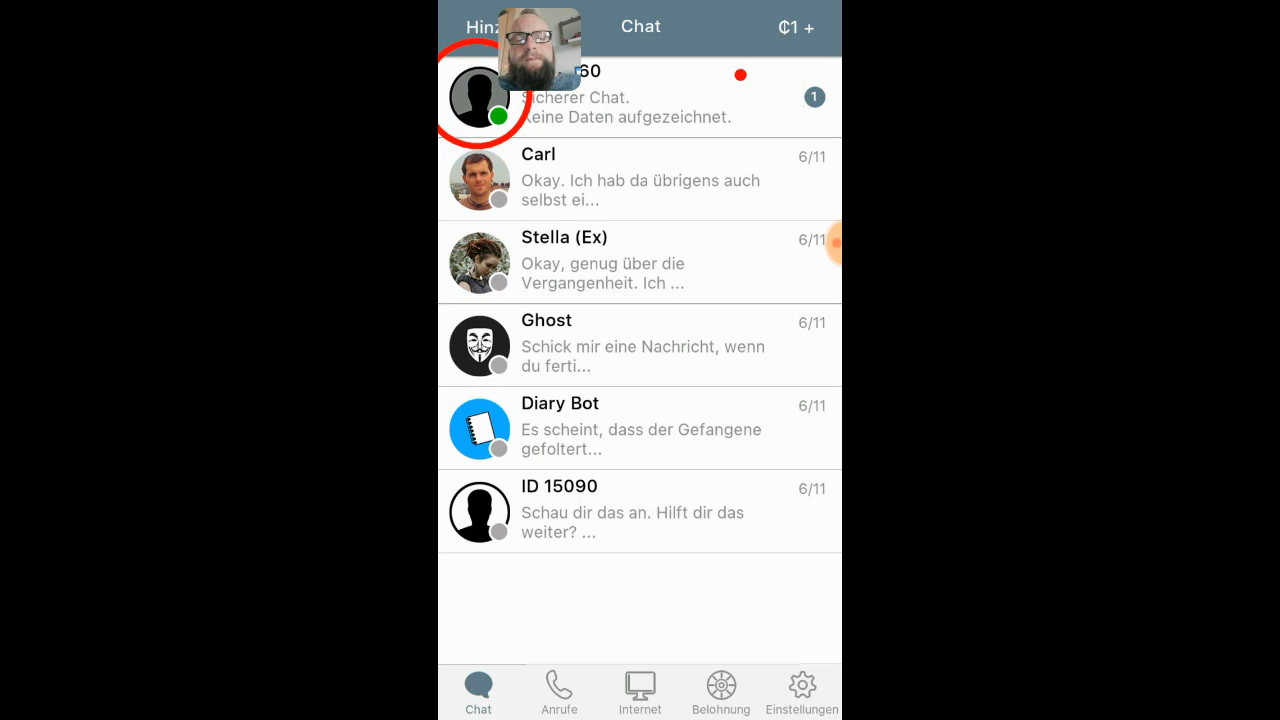 Chat
₵1 +
60
Sicherer Chat.
Keine Daten aufgezeichnet.
1
Carl
6/11
Okay. Ich hab da übrigens auch
selbst ei...
Stella (Ex)
6/11
Okay, genug über die
Vergangenheit. Ich ...
Ghost
6/11
Schick mir eine Nachricht, wenn
du ferti...
Diary Bot
6/11
Es scheint, dass der Gefangene
gefoltert...
ID 15090
6/11
Schau dir das an. Hilft dir das
weiter? ...
Chat
Anrufe
Internet
Belohnung
Einstellungen